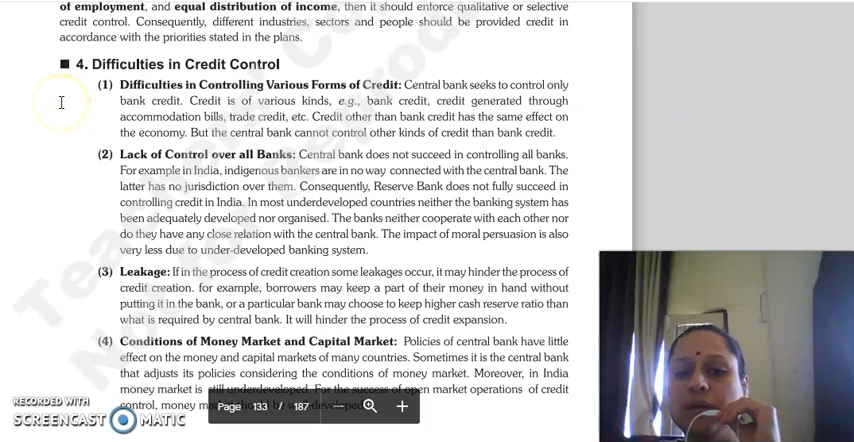 of employment, and equal distribution of income, then it should enforce qualitative or selective
credit control. Consequently, different industries, sectors and people should be provided credit in
accordance with the priorities stated in the plans.
■ 4. Difficulties in Credit Control
(1) Difficulties in Controlling Various Forms of Credit: Central bank seeks to control only
bank credit. Credit is of various kinds, e.g., bank credit, credit generated through
accommodation bills, trade credit, etc. Credit other than bank credit has the same effect on
the economy. But the central bank cannot control other kinds of credit than bank credit.
(2) Lack of Control over all Banks: Central bank does not succeed in controlling all banks.
For example in India, indigenous bankers are in no way connected with the central bank. The
latter has no jurisdiction over them. Consequently, Reserve Bank does not fully succeed in
controlling credit in India. In most underdeveloped countries neither the banking system has
been adequately developed nor organised. The banks neither cooperate with each other nor
do they have any close relation with the central bank. The impact of moral persuasion is also
very less due to under-developed banking system.
(3) Leakage: If in the process of credit creation some leakages occur, it may hinder the process of
credit creation. for example, borrowers may keep a part of their money in hand without
putting it in the bank, or a particular bank may choose to keep higher cash reserve ratio than
what is required by central bank. It will hinder the process of credit expansion.
(4) Conditions of Money Market and Capital Market: Policies of central bank have little
effect on the money and capital markets of many countries. Sometimes it is the central bank
that adjusts its policies considering the conditions of money market. Moreover, in India
money market is still underdeveloped. For the success of open market operations of credit
control, money
Page 133 / 187
RECORDED WITH
SCREENCAST MATIC